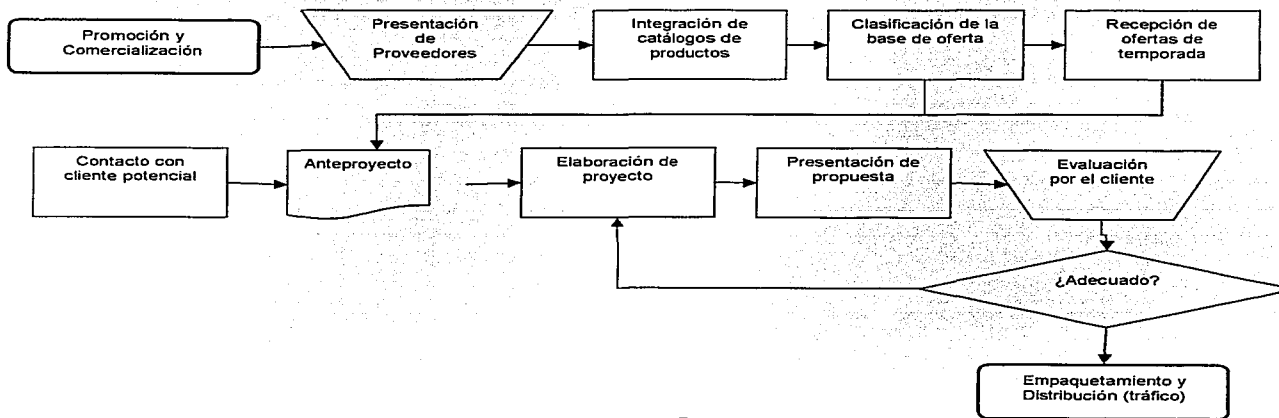 Promoción y
Comercialización
Presentación
de
Proveedores
Integración de
catálogos de
productos
Clasificación de la
base de oferta
Recepción de
ofertas de
temporada
Contacto con
cliente potencial
Anteproyecto
Elaboración de
proyecto
Presentación de
propuesta
Evaluación
por el cliente
¿Adecuado?
Empaquetamiento y
Distribución (tráfico)